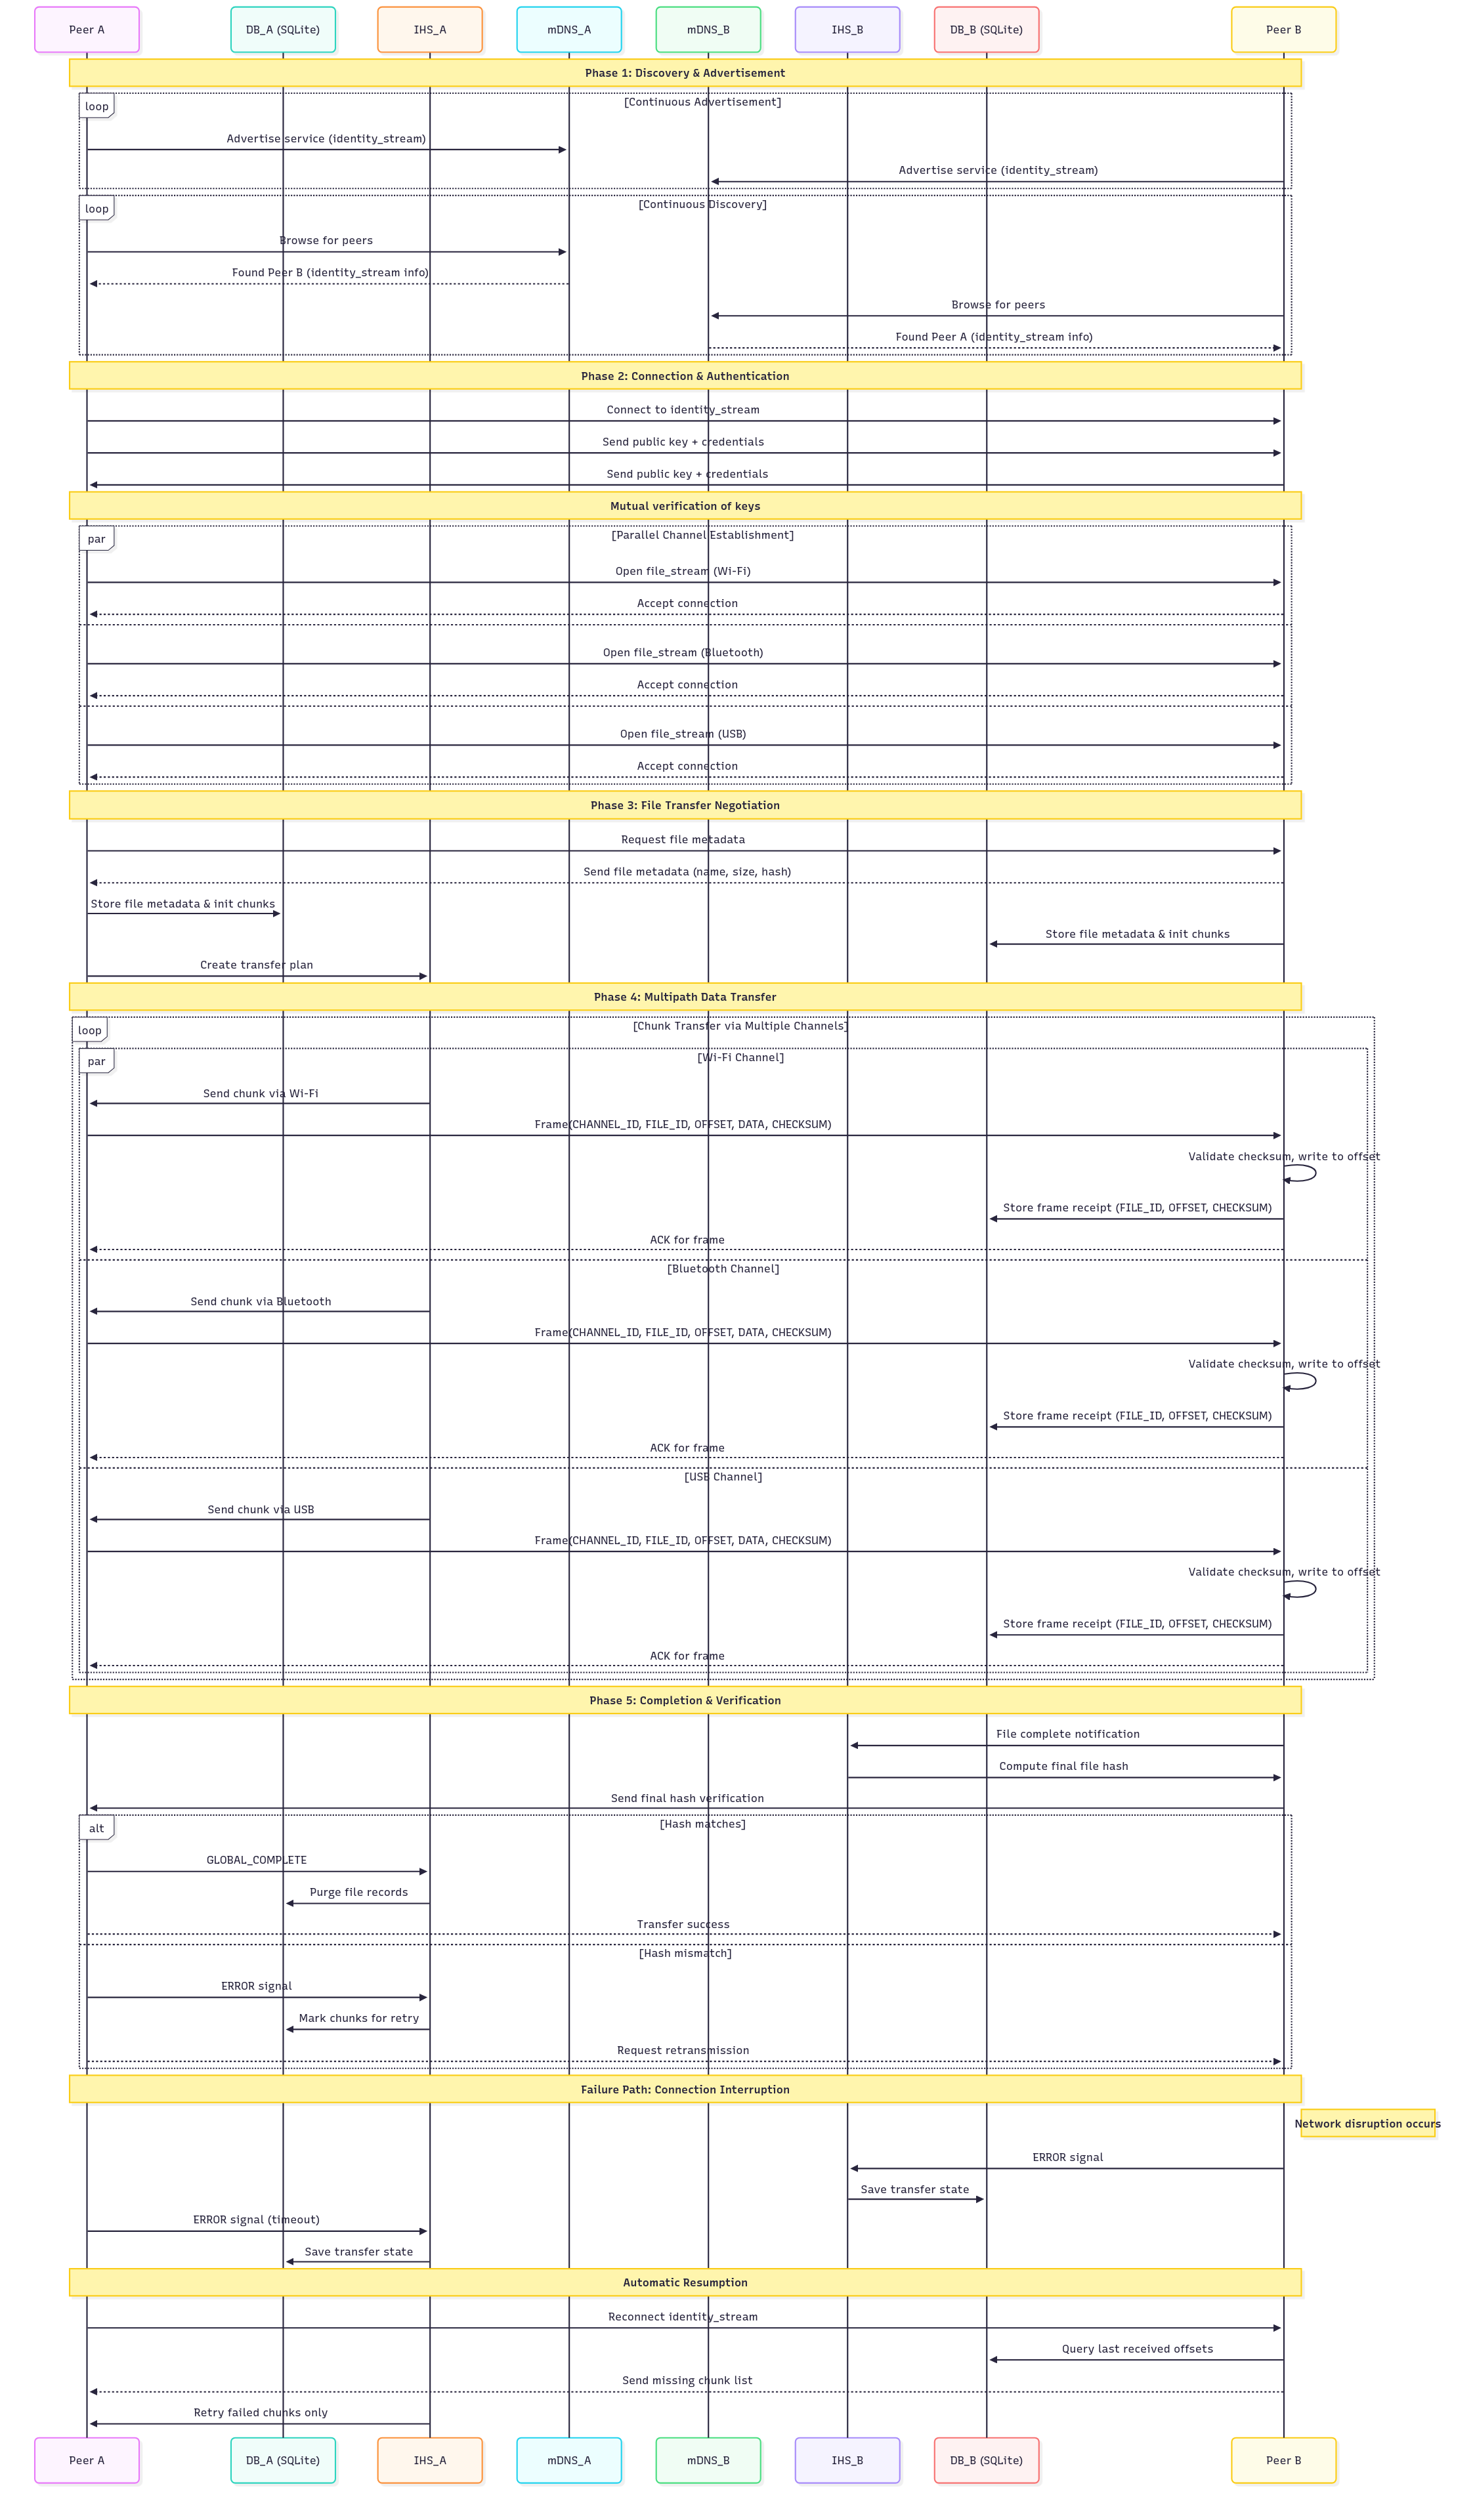 Peer A
DB_A (SQLite)
IHS_A
mDNS_A
mDNS_B
IHS_B
DB_B (SQLite)
Peer B
Phase 1: Discovery & Advertisement
loop
[Continuous Advertisement]
Advertise service (identity_stream)
Advertise service (identity_stream)
loop
[Continuous Discovery]
Browse for peers
Found Peer B (identity_stream info)
Browse for peers
Found Peer A (identity_stream info)
Phase 2: Connection & Authentication
Connect to identity_stream
Send public key + credentials
Send public key + credentials
Mutual verification of keys
par
[Parallel Channel Establishment]
Open file_stream (Wi-Fi)
Accept connection
Open file_stream (Bluetooth)
Accept connection
Open file_stream (USB)
Accept connection
Phase 3: File Transfer Negotiation
Request file metadata
Send file metadata (name, size, hash)
Store file metadata & init chunks
Store file metadata & init chunks
Create transfer plan
Phase 4: Multipath Data Transfer
loop
[Chunk Transfer via Multiple Channels]
par
[Wi-Fi Channel]
Send chunk via Wi-Fi
Frame(CHANNEL_ID, FILE_ID, OFFSET, DATA, CHECKSUM)
Validate checksum, write to offset
Store frame receipt (FILE_ID, OFFSET, CHECKSUM)
ACK for frame
[Bluetooth Channel]
Send chunk via Bluetooth
Frame(CHANNEL_ID, FILE_ID, OFFSET, DATA, CHECKSUM)
Validate checksum, write to offset
Store frame receipt (FILE_ID, OFFSET, CHECKSUM)
ACK for frame
[USB Channel]
Send chunk via USB
Frame(CHANNEL_ID, FILE_ID, OFFSET, DATA, CHECKSUM)
Validate checksum, write to offset
Store frame receipt (FILE_ID, OFFSET, CHECKSUM)
ACK for frame
Phase 5: Completion & Verification
File complete notification
Compute final file hash
Send final hash verification
alt
[Hash matches]
GLOBAL_COMPLETE
Purge file records
Transfer success
[Hash mismatch]
ERROR signal
Mark chunks for retry
Request retransmission
Failure Path: Connection Interruption
Network disruption occurs
ERROR signal
Save transfer state
ERROR signal (timeout)
Save transfer state
Automatic Resumption
Reconnect identity_stream
Query last received offsets
Send missing chunk list
Retry failed chunks only
Peer A
DB_A (SQLite)
IHS_A
mDNS_A
mDNS_B
IHS_B
DB_B (SQLite)
Peer B